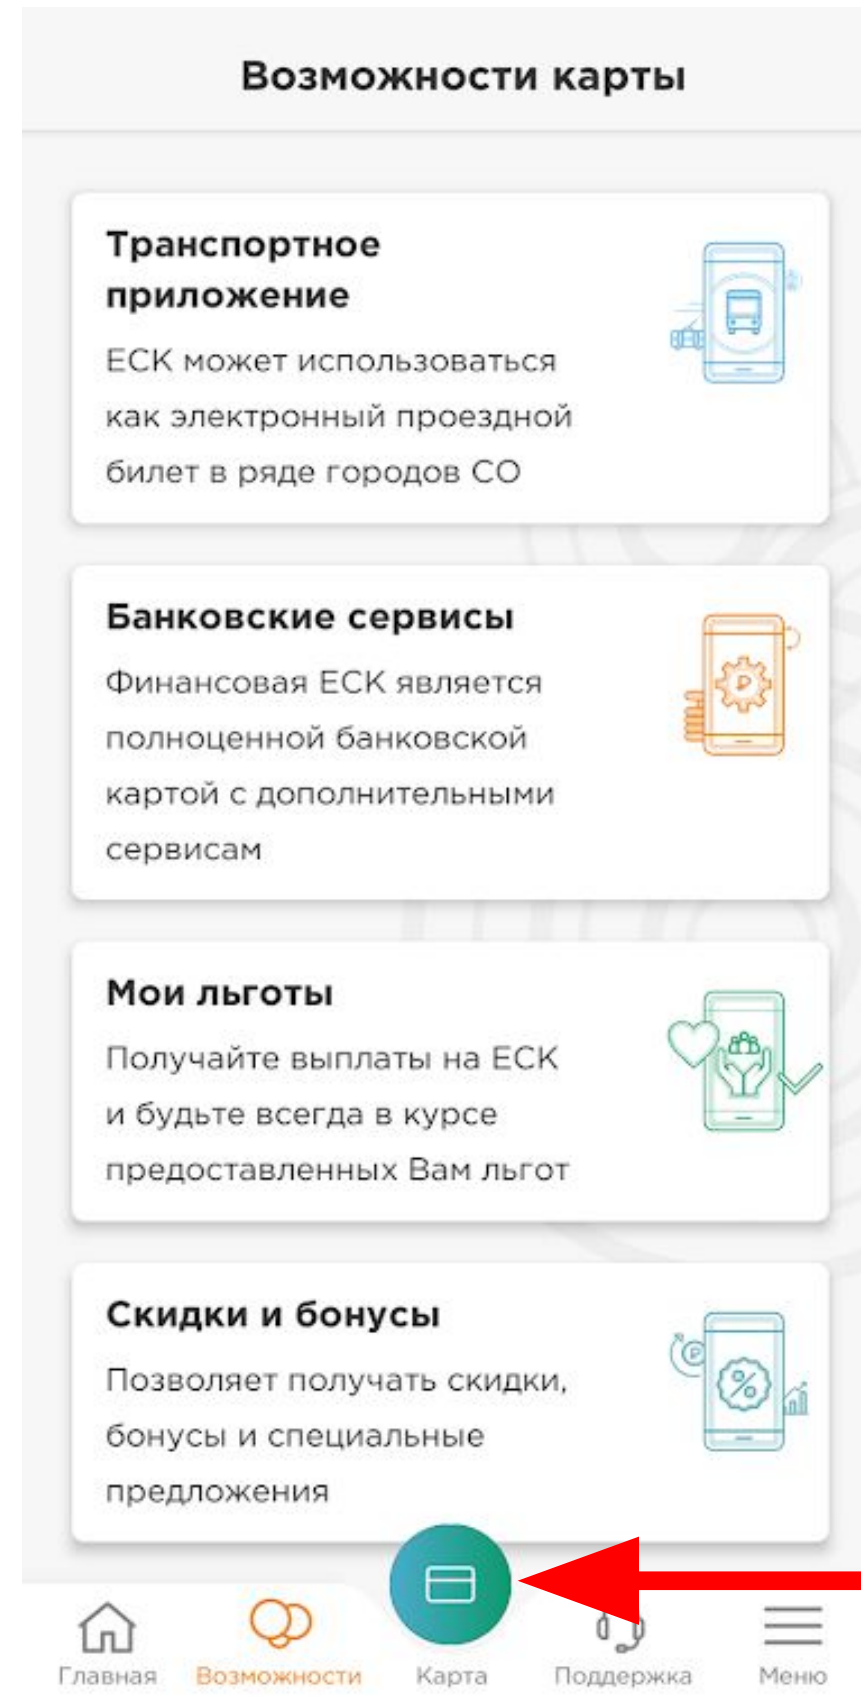 Возможности карты
Транспортное
приложение
ЕСК может использоваться
как электронный проездной
билет в ряде городов СО
Банковские сервисы
Финансовая ЕСК является
полноценной банковской
картой с дополнительными
сервисам
Мои льготы
Получайте выплаты на ЕСК
и будьте всегда в курсе
предоставленных Вам льгот
Скидки и бонусы
Позволяет получать скидки,
бонусы и специальные
предложения
Главная Возможности Карта Поддержка Меню